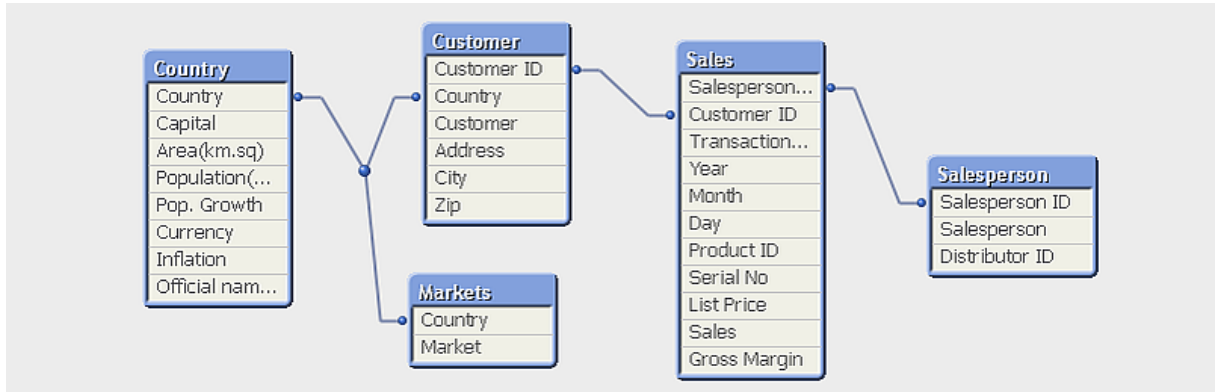 Country
Country
Capital
Area(km.sq)
Population(...
Pop. Growth
Currency
Inflation
Official nam...
Customer
Customer ID
Country
Customer
Address
City
Zip
Markets
Country
Market
Sales
Salesperson...
Customer ID
Transaction...
Year
Month
Day
Product ID
Serial No
List Price
Sales
Gross Margin
Salesperson
Salesperson ID
Salesperson
Distributor ID